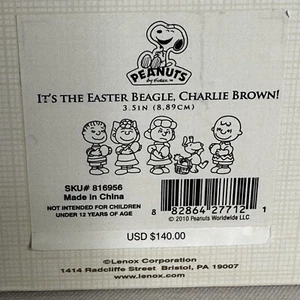 PEANUTS
by Schulz
IT'S THE EASTER BEAGLE, CHARLIE BROWN!
3.5IN (8.89CM)
SKU# 816956
Made in China
NOT INTENDED FOR CHILDREN
UNDER 12 YEARS OF AGE
8 82864 27712 1
© 2010 Peanuts Worldwide LLC
USD $140.00
©Lenox Corporation
1414 Radcliffe Street Bristol, PA 19007
www.lenox.com